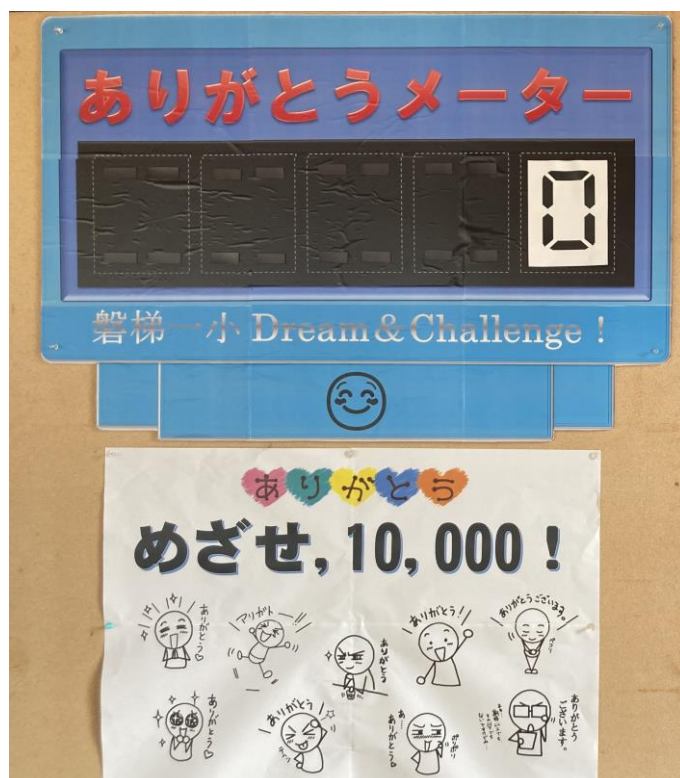 ありがとうメーター
0
磐梯一小 Dream&Challenge!
ありがとう
めざせ,10,000!
ありがとう♡
アリガトー!!
ありがとう
ありがとう!!
ありがとうございます。
ペコリ
ありがとう♡
ありがとう
あ…ありがとう♡
ありがとうございます。